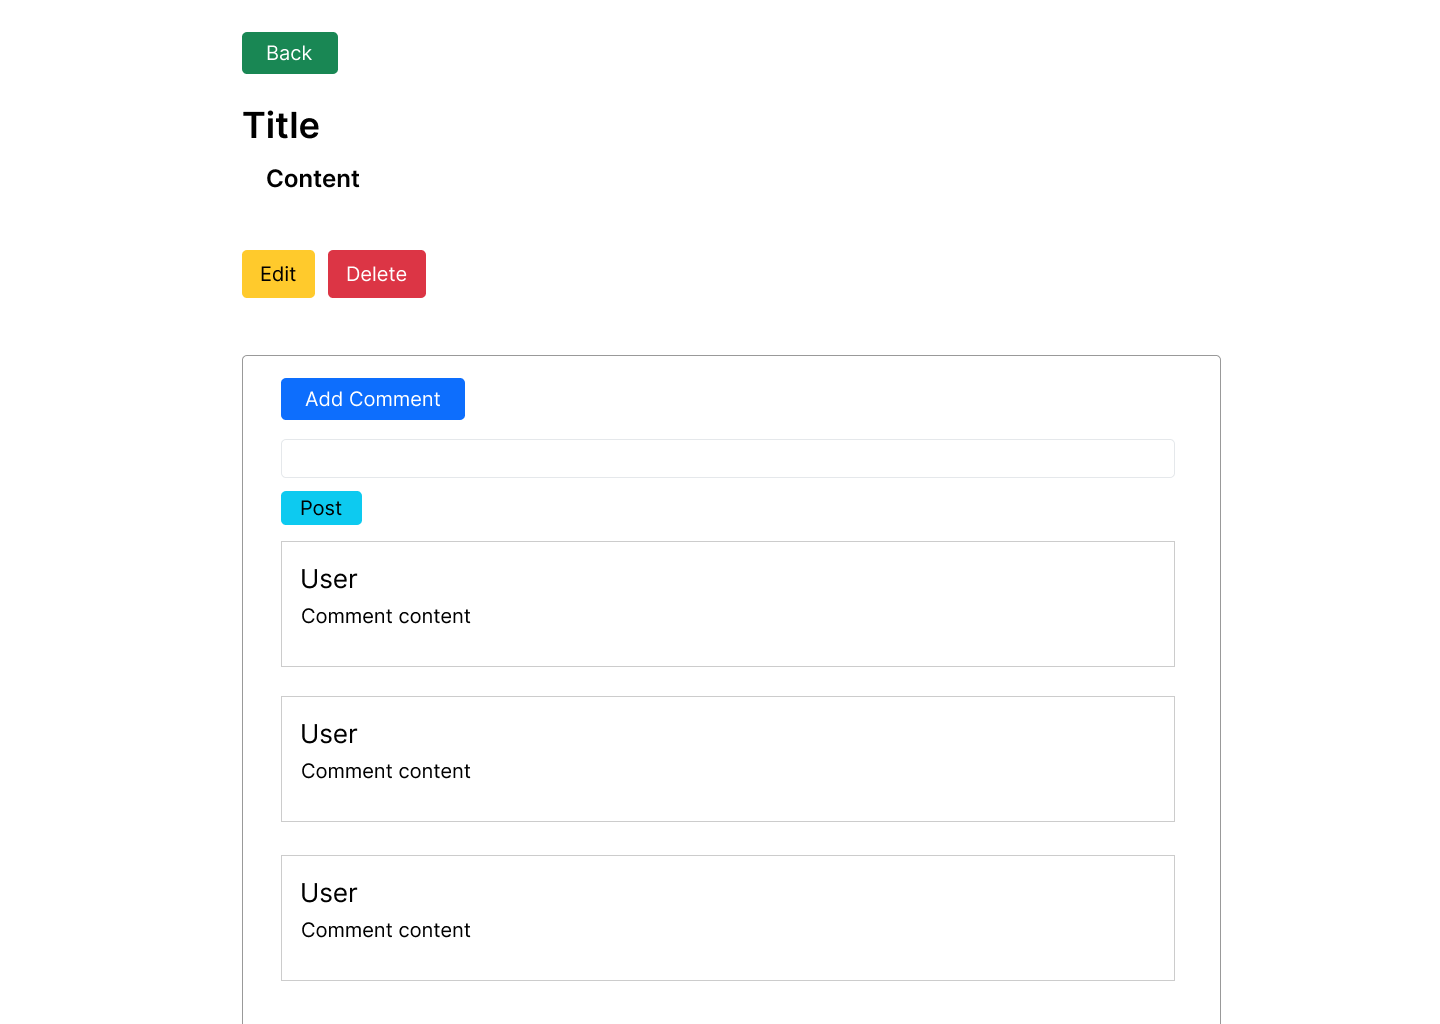 Back
Title
Content
Edit Delete
Add Comment
Post
User
Comment content
User
Comment content
User
Comment content